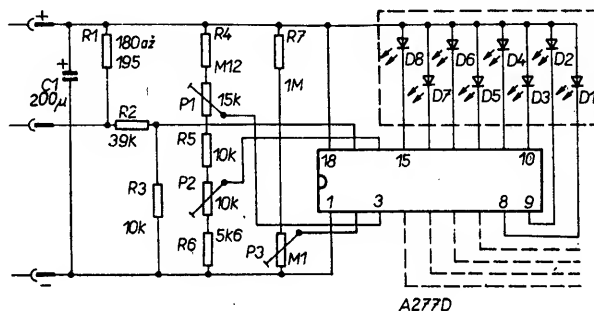 +
R1
180 až
195
R4
M12
R7
1M
D8
D6
D4
D2
D7
D5
D3
D1
+
C1
200µ
P1
15k
R2
39k
R5
10k
18
15
10
R3
10k
P2
10k
1
3
8
9
R6
5k6
P3
M1
−
A277D